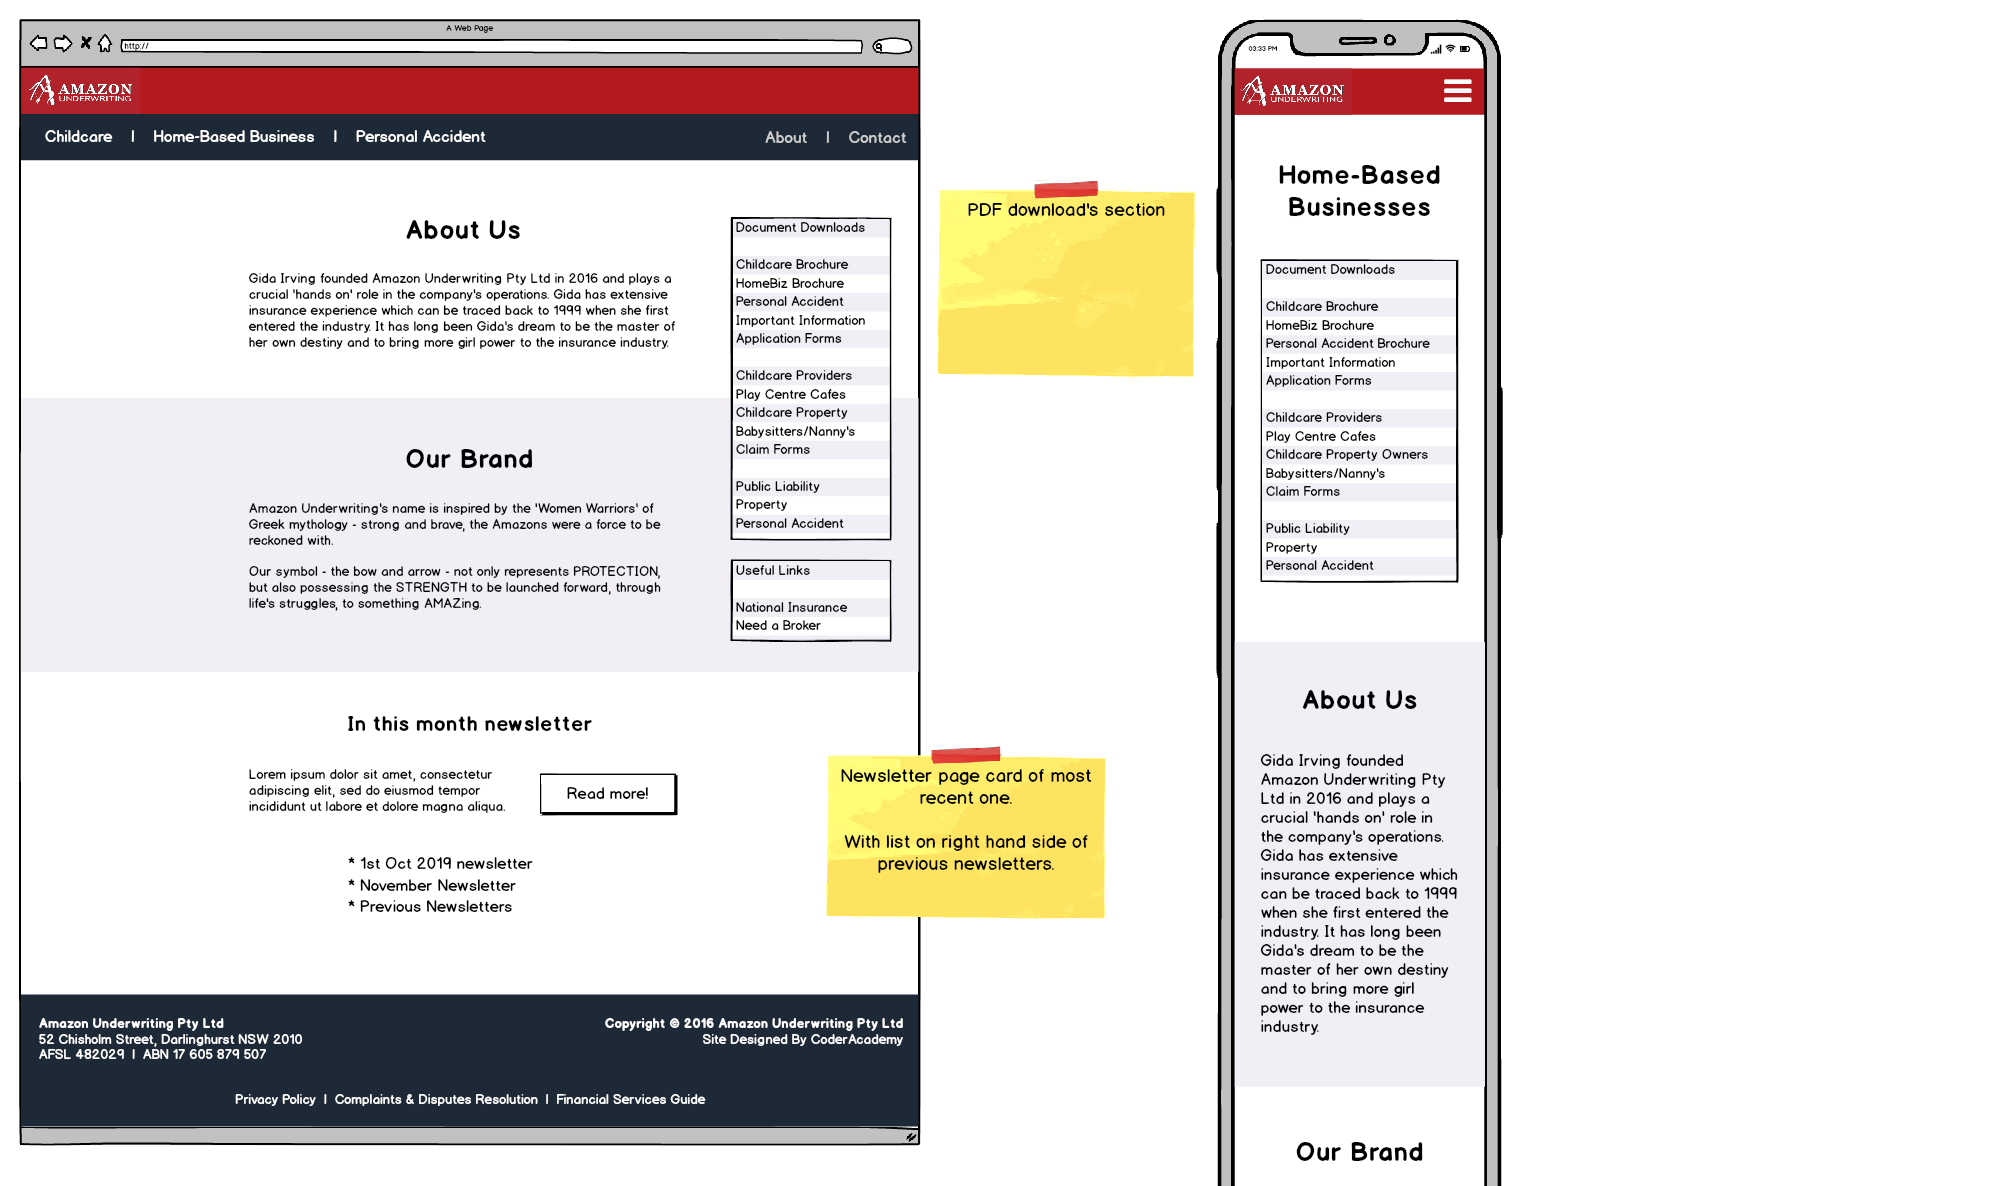 A Web Page
http://
AMAZON
UNDERWRITING
Childcare | Home-Based Business | Personal Accident
About | Contact
About Us
Gida Irving founded Amazon Underwriting Pty Ltd in 2016 and plays a
crucial 'hands on' role in the company's operations. Gida has extensive
insurance experience which can be traced back to 1999 when she first
entered the industry. It has long been Gida's dream to be the master of
her own destiny and to bring more girl power to the insurance industry.
Document Downloads
Childcare Brochure
HomeBiz Brochure
Personal Accident
Important Information
Application Forms
Childcare Providers
Play Centre Cafes
Childcare Property
Babysitters/Nanny's
Claim Forms
Public Liability
Property
Personal Accident
Our Brand
Amazon Underwriting's name is inspired by the 'Women Warriors' of
Greek mythology - strong and brave, the Amazons were a force to be
reckoned with.
Our symbol - the bow and arrow - not only represents PROTECTION,
but also possessing the STRENGTH to be launched forward, through
life's struggles, to something AMAZing.
Useful Links
National Insurance
Need a Broker
In this month newsletter
Lorem ipsum dolor sit amet, consectetur
adipiscing elit, sed do eiusmod tempor
incididunt ut labore et dolore magna aliqua.
Read more!
* 1st Oct 2019 newsletter
* November Newsletter
* Previous Newsletters
Amazon Underwriting Pty Ltd
52 Chisholm Street, Darlinghurst NSW 2010
AFSL 482029 | ABN 17 605 879 507
Copyright © 2016 Amazon Underwriting Pty Ltd
Site Designed By CoderAcademy
Privacy Policy | Complaints & Disputes Resolution | Financial Services Guide
PDF download's section
Newsletter page card of most
recent one.
With list on right hand side of
previous newsletters.
03:33 PM
AMAZON
UNDERWRITING
Home-Based
Businesses
Document Downloads
Childcare Brochure
HomeBiz Brochure
Personal Accident Brochure
Important Information
Application Forms
Childcare Providers
Play Centre Cafes
Childcare Property Owners
Babysitters/Nanny's
Claim Forms
Public Liability
Property
Personal Accident
About Us
Gida Irving founded
Amazon Underwriting Pty
Ltd in 2016 and plays a
crucial 'hands on' role in
the company's operations.
Gida has extensive
insurance experience which
can be traced back to 1999
when she first entered the
industry. It has long been
Gida's dream to be the
master of her own destiny
and to bring more girl
power to the insurance
industry.
Our Brand